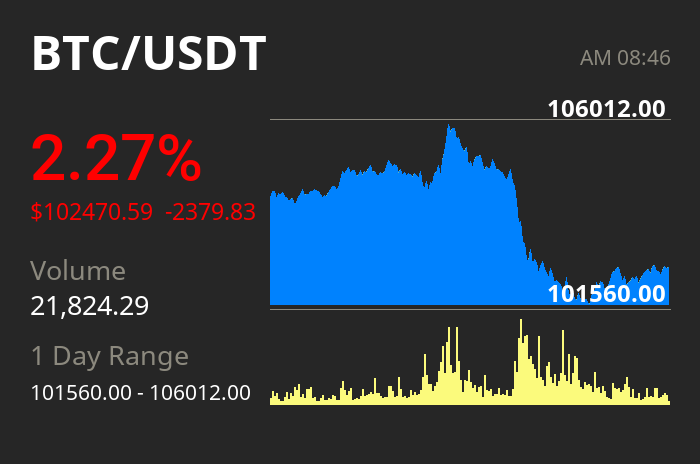 BTC/USDT
AM 08:46
106012.00
2.27%
$102470.59 -2379.83
Volume
21,824.29
101560.00
1 Day Range
101560.00 - 106012.00